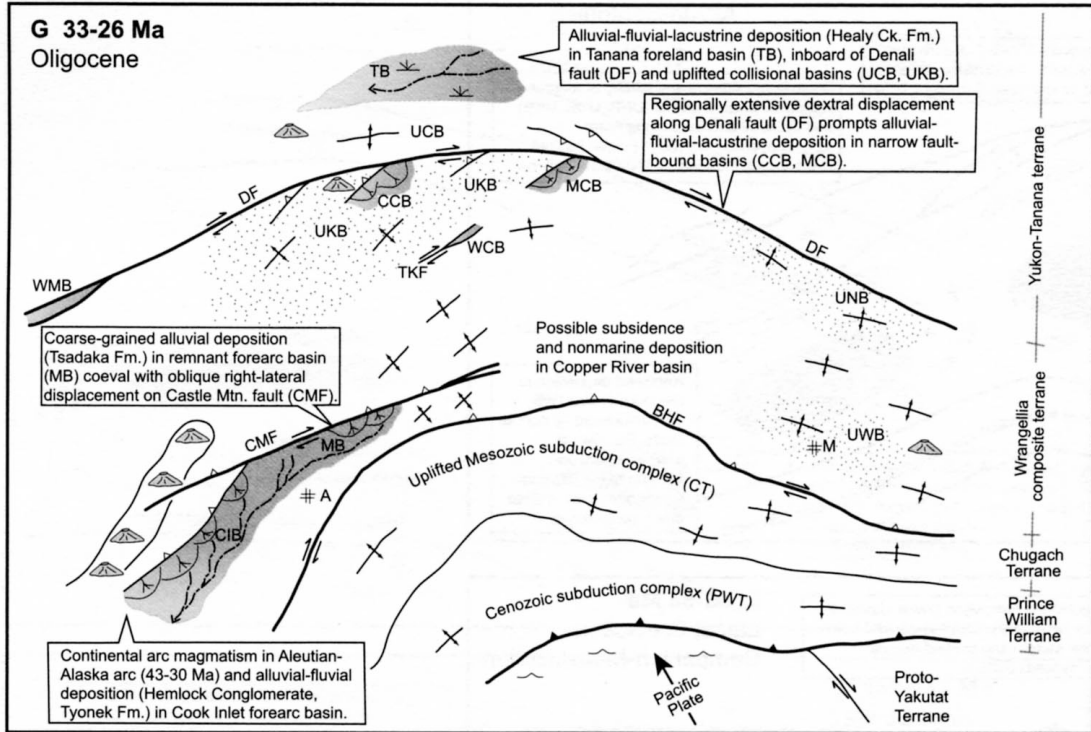 G 33-26 Ma
Oligocene
Alluvial-fluvial-lacustrine deposition (Healy Ck. Fm.)
in Tanana foreland basin (TB), inboard of Denali
fault (DF) and uplifted collisional basins (UCB, UKB).
TB
Regionally extensive dextral displacement
along Denali fault (DF) prompts alluvial-
fluvial-lacustrine deposition in narrow fault-
bound basins (CCB, MCB).
UCB
DF
CCB
UKB
MCB
UKB
WCB
TKF
DF
WMB
UNB
Coarse-grained alluvial deposition
(Tsadaka Fm.) in remnant forearc basin
(MB) coeval with oblique right-lateral
displacement on Castle Mtn. fault (CMF).
Possible subsidence
and nonmarine deposition
in Copper River basin
CMF
MB
BHF
UWB
M
A
CIB
Uplifted Mesozoic subduction complex (CT)
Cenozoic subduction complex (PWT)
Continental arc magmatism in Aleutian-
Alaska arc (43-30 Ma) and alluvial-fluvial
deposition (Hemlock Conglomerate,
Tyonek Fm.) in Cook Inlet forearc basin.
Pacific
Plate
Proto-
Yakutat
Terrane
Yukon-Tanana terrane
Wrangellia
composite terrane
Chugach
Terrane
Prince
William
Terrane